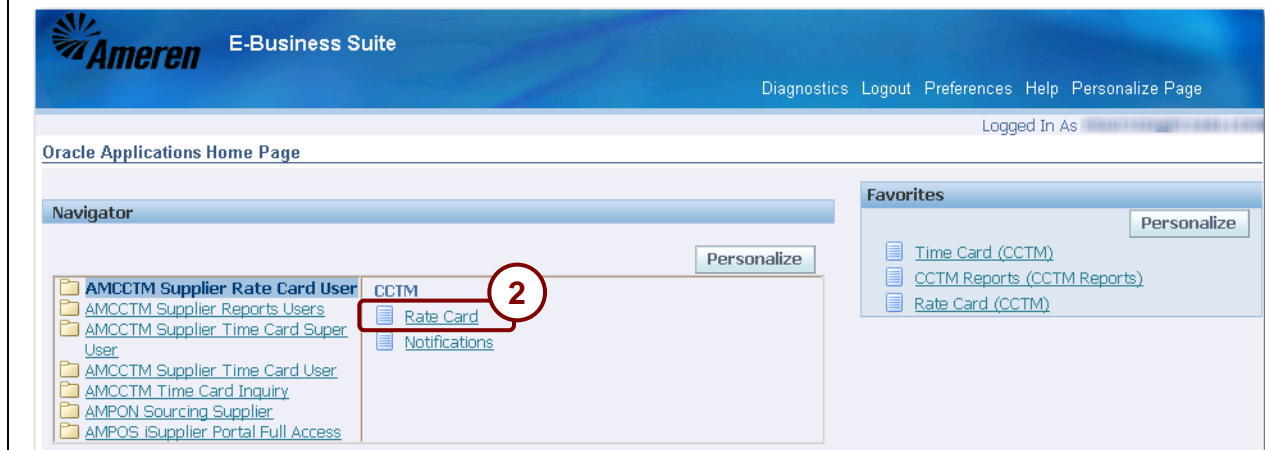 Ameren
E-Business Suite
Diagnostics Logout Preferences Help Personalize Page
Logged In As
Oracle Applications Home Page
Navigator
Personalize
AMCCTM Supplier Rate Card User
AMCCTM Supplier Reports Users
AMCCTM Supplier Time Card Super
User
AMCCTM Supplier Time Card User
AMCCTM Time Card Inquiry
AMPON Sourcing Supplier
AMPOS iSupplier Portal Full Access
CCTM
2
Rate Card
Notifications
Favorites
Personalize
Time Card (CCTM)
CCTM Reports (CCTM Reports)
Rate Card (CCTM)